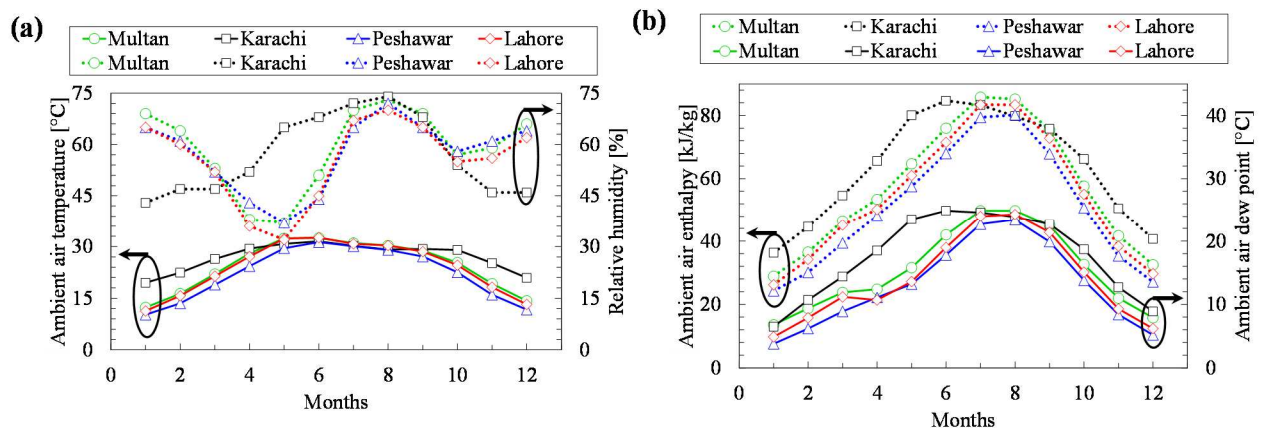 (a)
Multan Karachi Peshawar Lahore
Multan Karachi Peshawar Lahore
Ambient air temperature [°C]
75
60
45
30
15
0
75
60
45
30
15
0
Relative humidity [%]
0 2 4 6 8 10 12
Months
(b)
Multan Karachi Peshawar Lahore
Multan Karachi Peshawar Lahore
Ambient air enthalpy [kJ/kg]
80
60
40
20
0
40
30
20
10
0
Ambient air dew point [°C]
0 2 4 6 8 10 12
Months